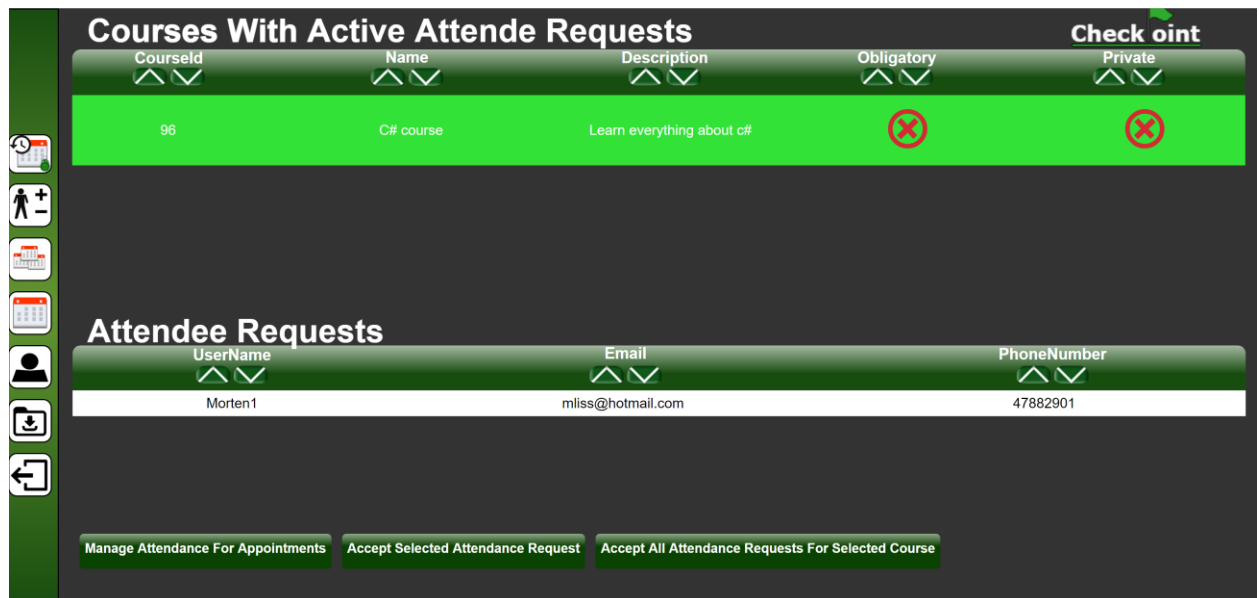 Courses With Active Attende Requests
Check oint
CourseId Name Description Obligatory Private
96 C# course Learn everything about c#
Attendee Requests
UserName Email PhoneNumber
Morten1 mliss@hotmail.com 47882901
Manage Attendance For Appointments Accept Selected Attendance Request Accept All Attendance Requests For Selected Course